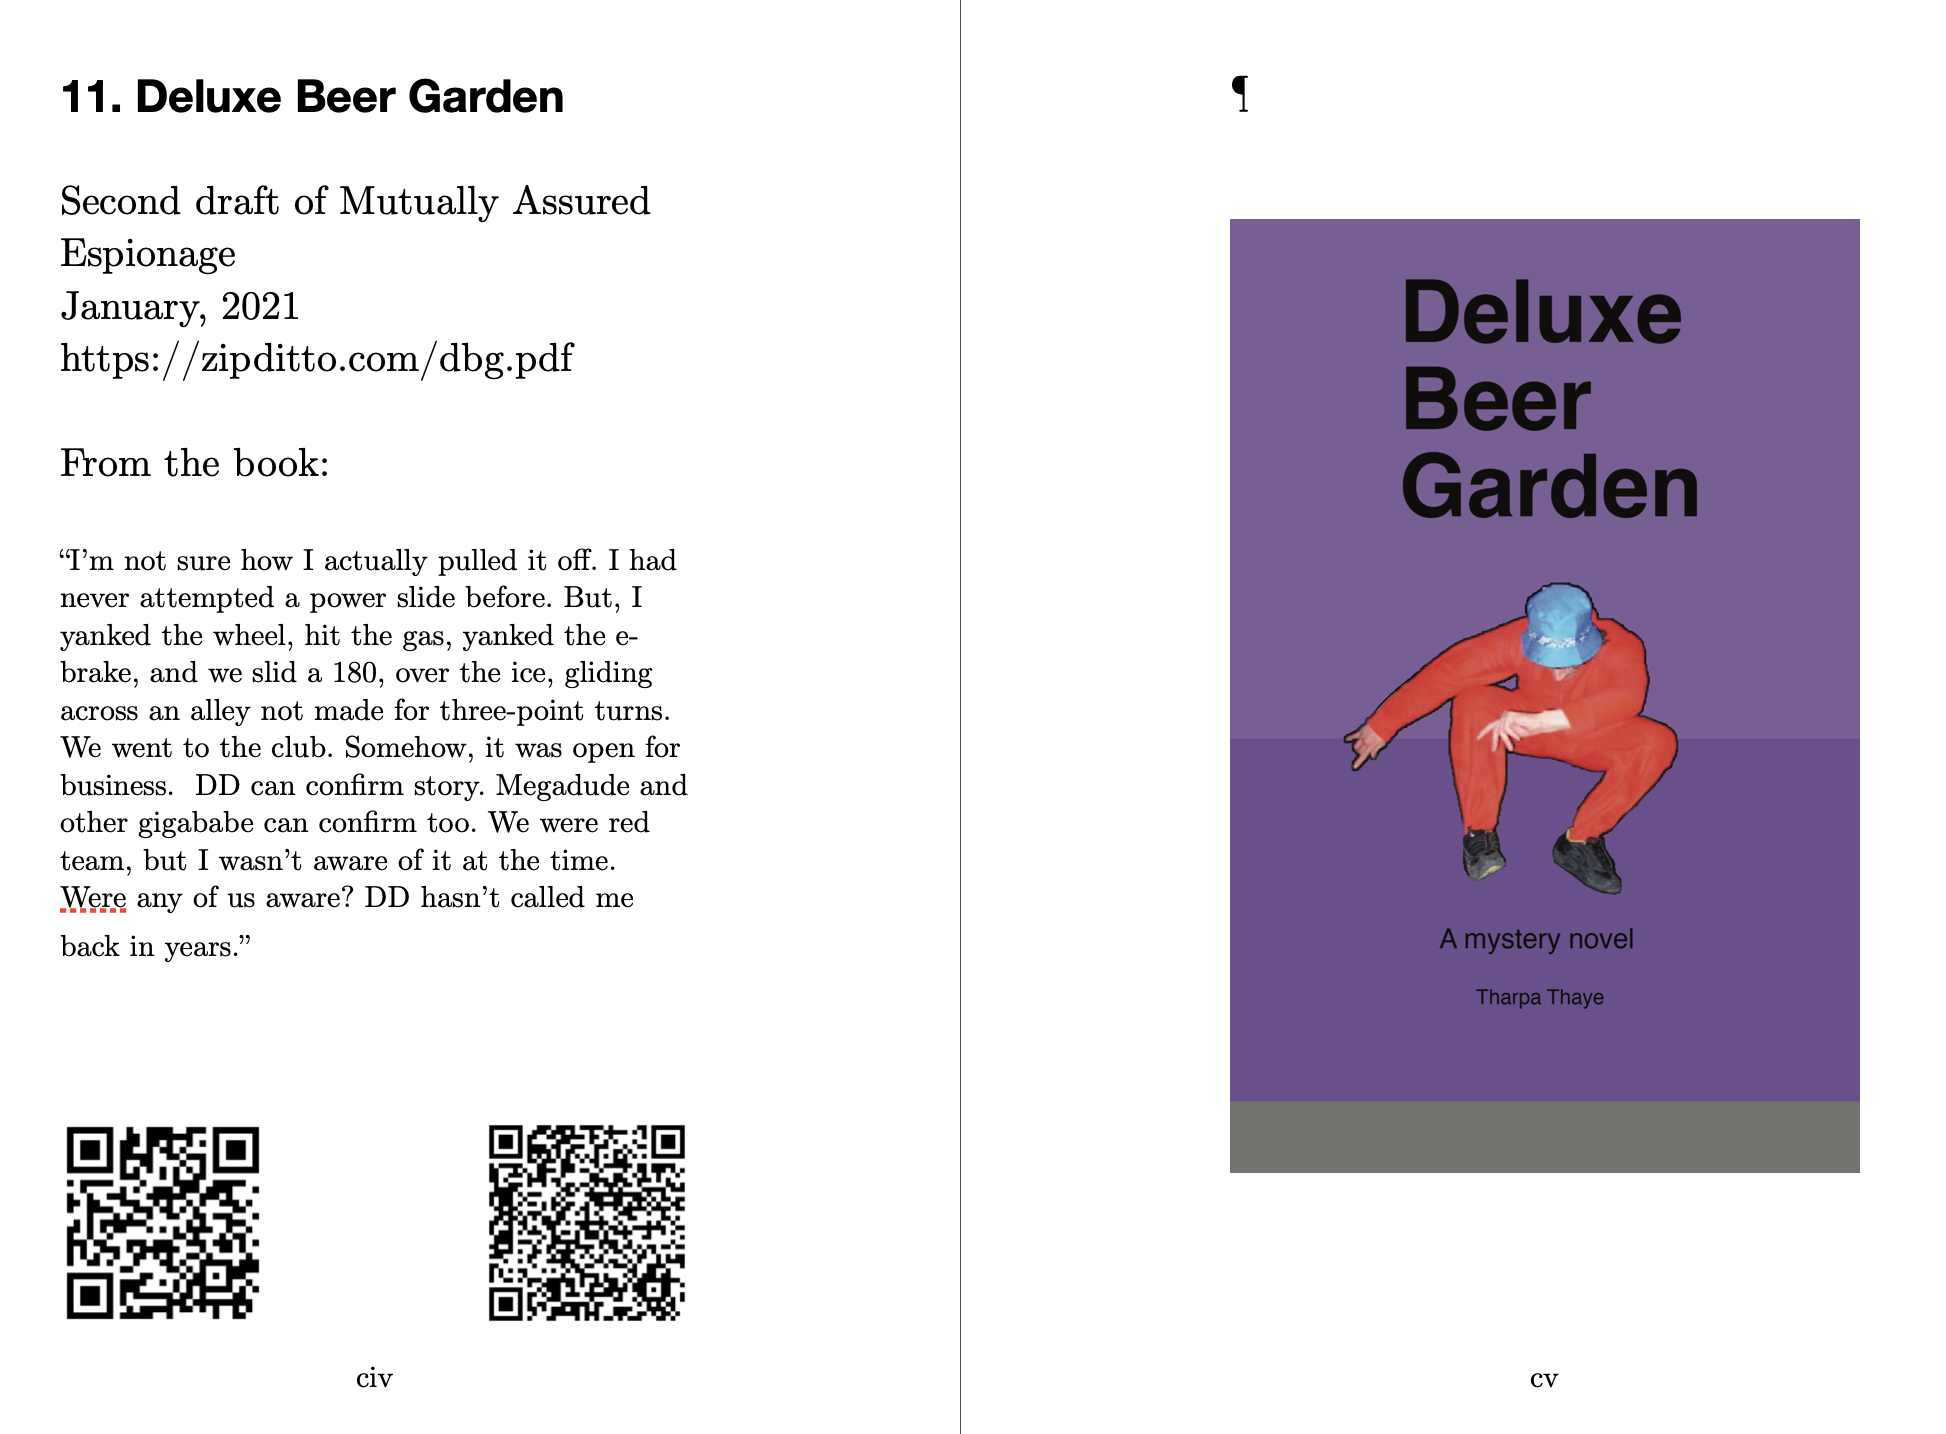 11. Deluxe Beer Garden
Second draft of Mutually Assured
Espionage
January, 2021
https://zipditto.com/dbg.pdf
From the book:
“I’m not sure how I actually pulled it off. I had
never attempted a power slide before. But, I
yanked the wheel, hit the gas, yanked the e-
brake, and we slid a 180, over the ice, gliding
across an alley not made for three-point turns.
We went to the club. Somehow, it was open for
business.  DD can confirm story. Megadude and
other gigababe can confirm too. We were red
team, but I wasn’t aware of it at the time.
Were any of us aware? DD hasn’t called me
back in years.”
civ
¶
Deluxe
Beer
Garden
A mystery novel
Tharpa Thaye
cv